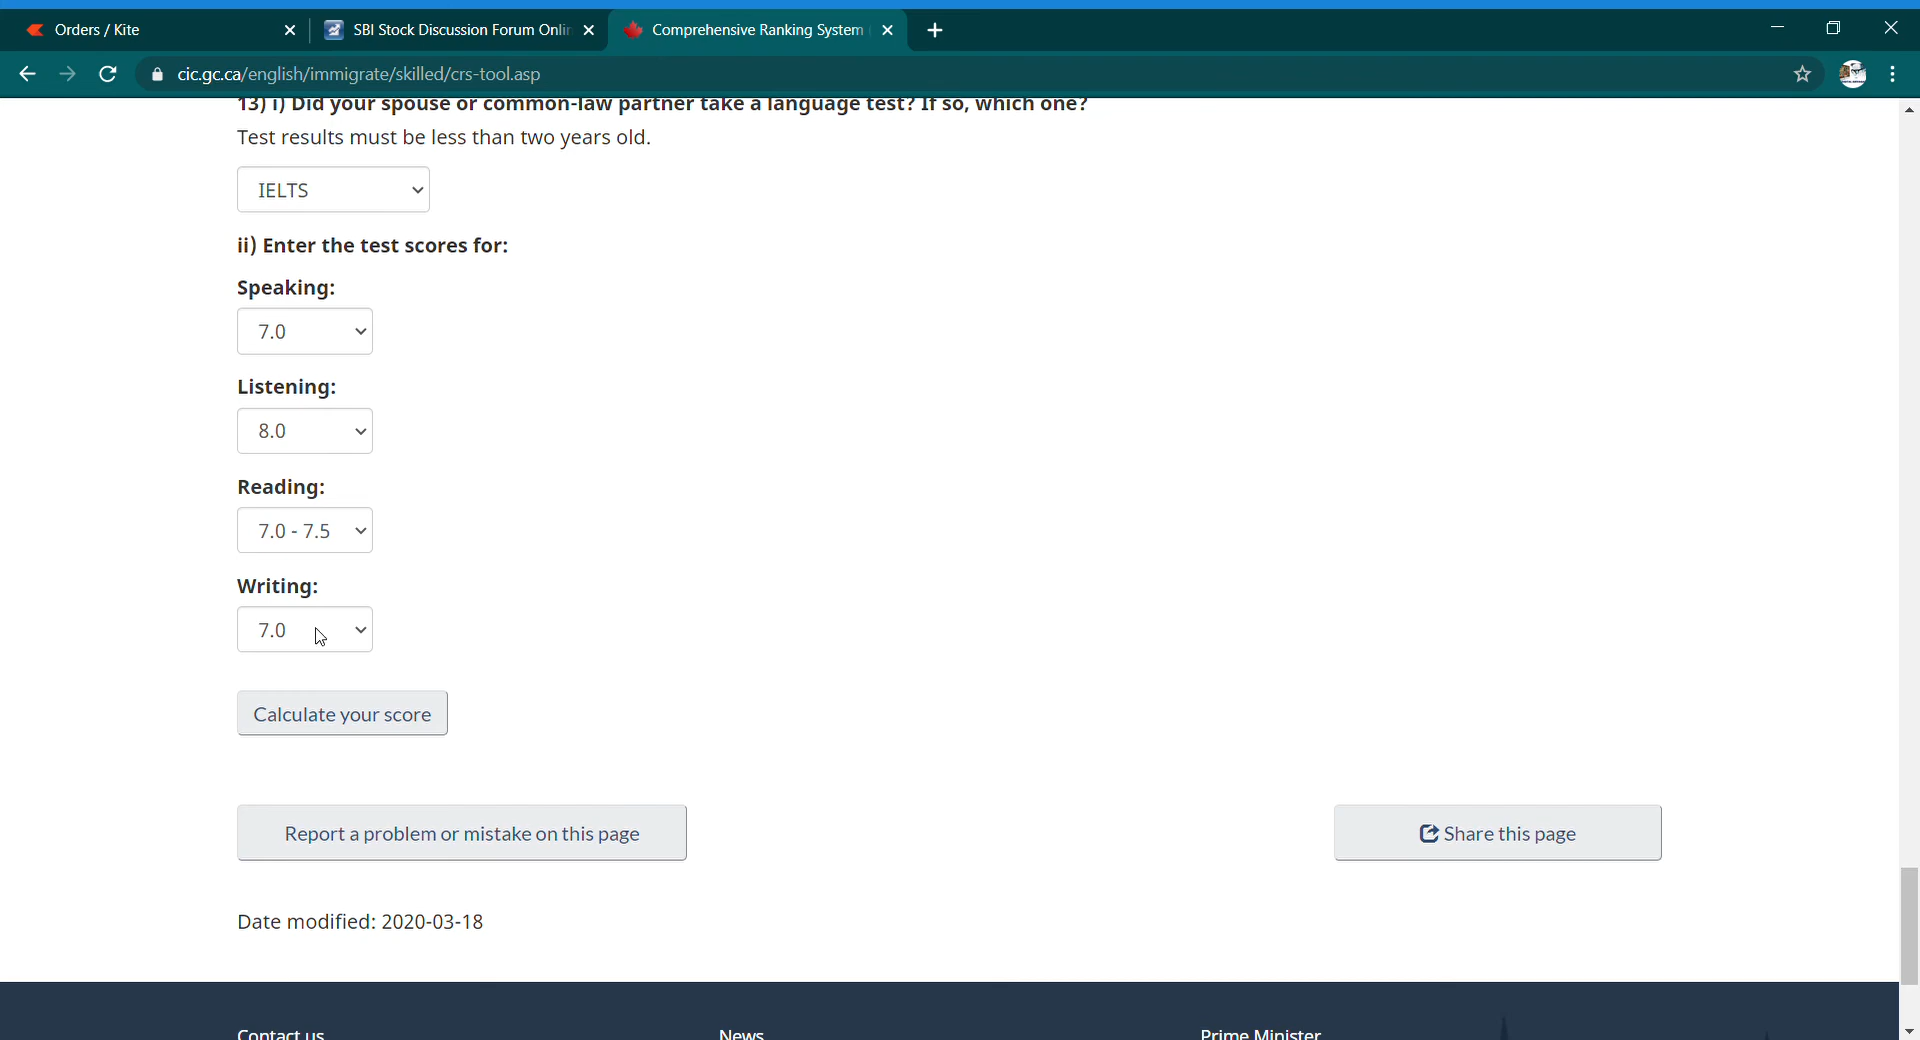 Orders / Kite
SBI Stock Discussion Forum Onlin
Comprehensive Ranking System
cic.gc.ca/english/immigrate/skilled/crs-tool.asp
13) i) Did your spouse or common-law partner take a language test? If so, which one?
Test results must be less than two years old.
IELTS
ii) Enter the test scores for:
Speaking:
7.0
Listening:
8.0
Reading:
7.0 - 7.5
Writing:
7.0
Calculate your score
Report a problem or mistake on this page
Share this page
Date modified: 2020-03-18
Contact us
News
Prime Minister